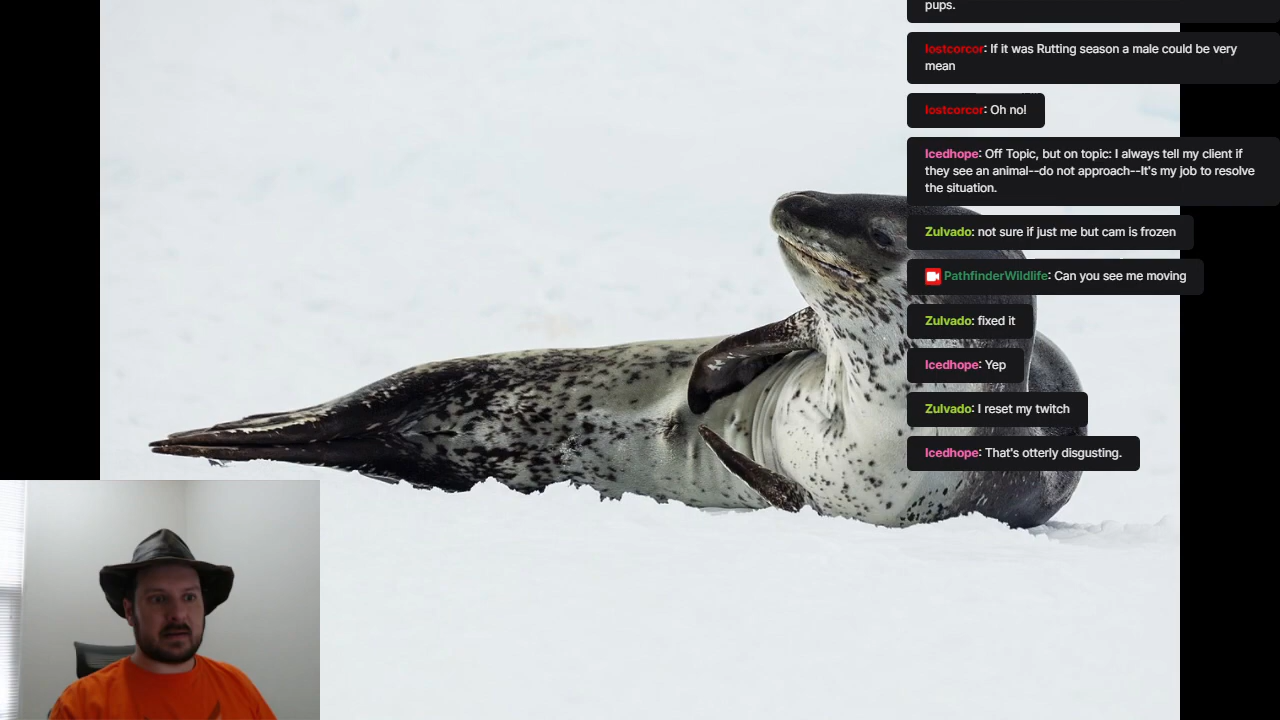 pups.
lostcorcor: If it was Rutting season a male could be very
mean
lostcorcor: Oh no!
Icedhope: Off Topic, but on topic: I always tell my client if
they see an animal--do not approach--It's my job to resolve
the situation.
Zulvado: not sure if just me but cam is frozen
PathfinderWildlife: Can you see me moving
Zulvado: fixed it
Icedhope: Yep
Zulvado: I reset my twitch
Icedhope: That's otterly disgusting.